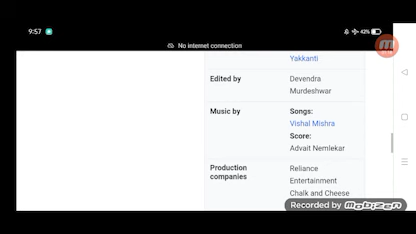 9:57
42%
No internet connection
Yakkanti
Edited by
Devendra
Murdeshwar
Music by
Songs:
Vishal Mishra
Score:
Advait Nemlekar
Production
companies
Reliance
Entertainment
Chalk and Cheese
Recorded by mobizen